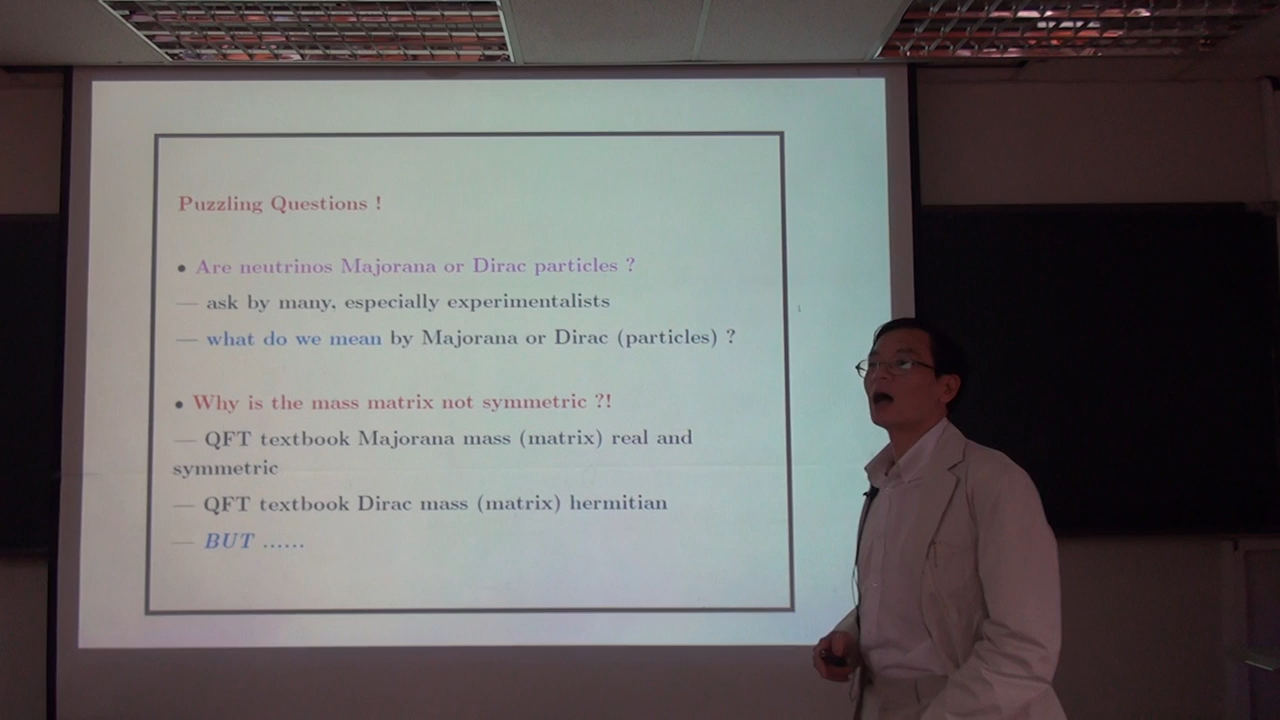 Puzzling Questions !
• Are neutrinos Majorana or Dirac particles ?
— ask by many, especially experimentalists
— what do we mean by Majorana or Dirac (particles) ?
• Why is the mass matrix not symmetric ?!
— QFT textbook Majorana mass (matrix) real and
symmetric
— QFT textbook Dirac mass (matrix) hermitian
— BUT ......